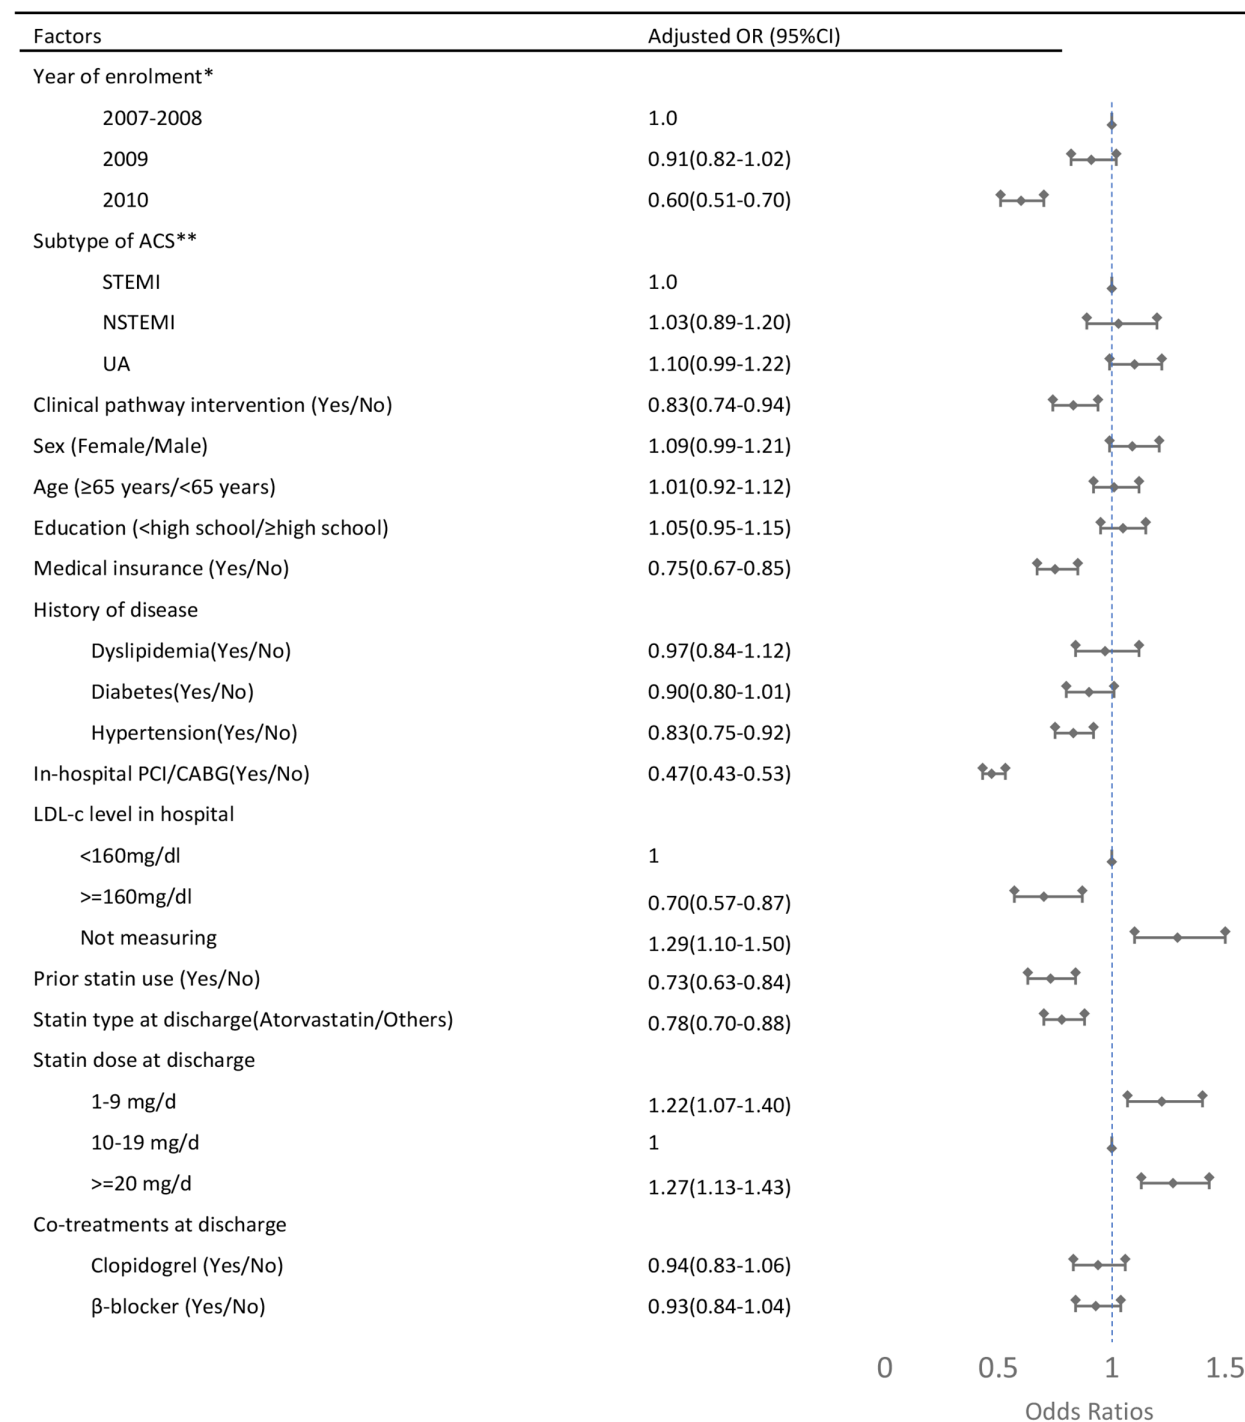 Factors Adjusted OR (95%CI)
Year of enrolment*
2007-2008 1.0
2009 0.91(0.82-1.02)
2010 0.60(0.51-0.70)
Subtype of ACS**
STEMI 1.0
NSTEMI 1.03(0.89-1.20)
UA 1.10(0.99-1.22)
Clinical pathway intervention (Yes/No) 0.83(0.74-0.94)
Sex (Female/Male) 1.09(0.99-1.21)
Age (≥65 years/<65 years) 1.01(0.92-1.12)
Education (<high school/≥high school) 1.05(0.95-1.15)
Medical insurance (Yes/No) 0.75(0.67-0.85)
History of disease
Dyslipidemia(Yes/No) 0.97(0.84-1.12)
Diabetes(Yes/No) 0.90(0.80-1.01)
Hypertension(Yes/No) 0.83(0.75-0.92)
In-hospital PCI/CABG(Yes/No) 0.47(0.43-0.53)
LDL-c level in hospital
<160mg/dl 1
>=160mg/dl 0.70(0.57-0.87)
Not measuring 1.29(1.10-1.50)
Prior statin use (Yes/No) 0.73(0.63-0.84)
Statin type at discharge(Atorvastatin/Others) 0.78(0.70-0.88)
Statin dose at discharge
1-9 mg/d 1.22(1.07-1.40)
10-19 mg/d 1
>=20 mg/d 1.27(1.13-1.43)
Co-treatments at discharge
Clopidogrel (Yes/No) 0.94(0.83-1.06)
β-blocker (Yes/No) 0.93(0.84-1.04)
0 0.5 1 1.5
Odds Ratios